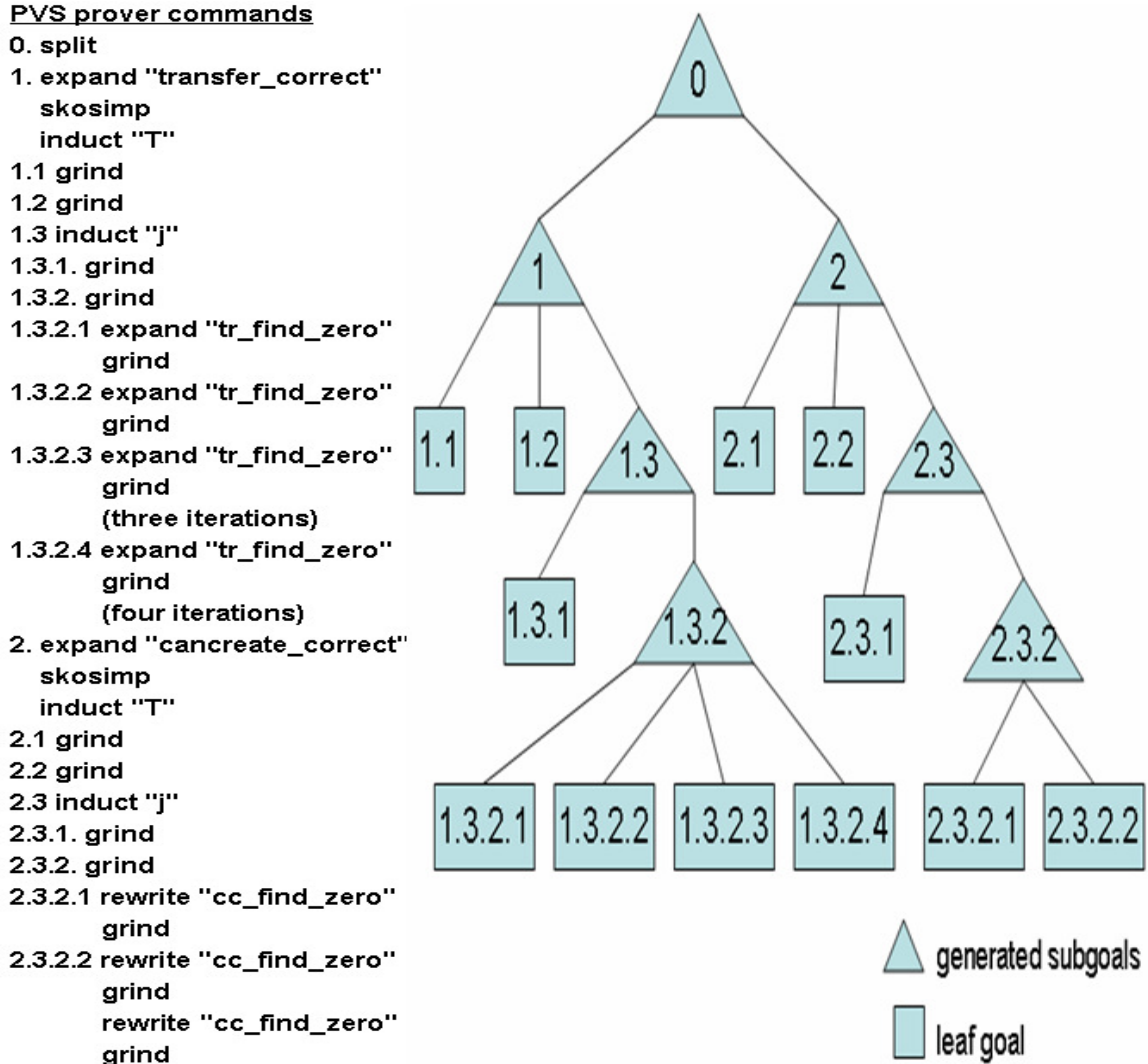 PVS prover commands
0. split
1. expand "transfer_correct"
skosimp
induct "T"
1.1 grind
1.2 grind
1.3 induct "j"
1.3.1. grind
1.3.2. grind
1.3.2.1 expand "tr_find_zero"
grind
1.3.2.2 expand "tr_find_zero"
grind
1.3.2.3 expand "tr_find_zero"
grind
(three iterations)
1.3.2.4 expand "tr_find_zero"
grind
(four iterations)
2. expand "cancreate_correct"
skosimp
induct "T"
2.1 grind
2.2 grind
2.3 induct "j"
2.3.1. grind
2.3.2. grind
2.3.2.1 rewrite "cc_find_zero"
grind
2.3.2.2 rewrite "cc_find_zero"
grind
rewrite "cc_find_zero"
grind
0
1 2
1.1 1.2 1.3 2.1 2.2 2.3
1.3.1 1.3.2 2.3.1 2.3.2
1.3.2.1 1.3.2.2 1.3.2.3 1.3.2.4 2.3.2.1 2.3.2.2
generated subgoals
leaf goal